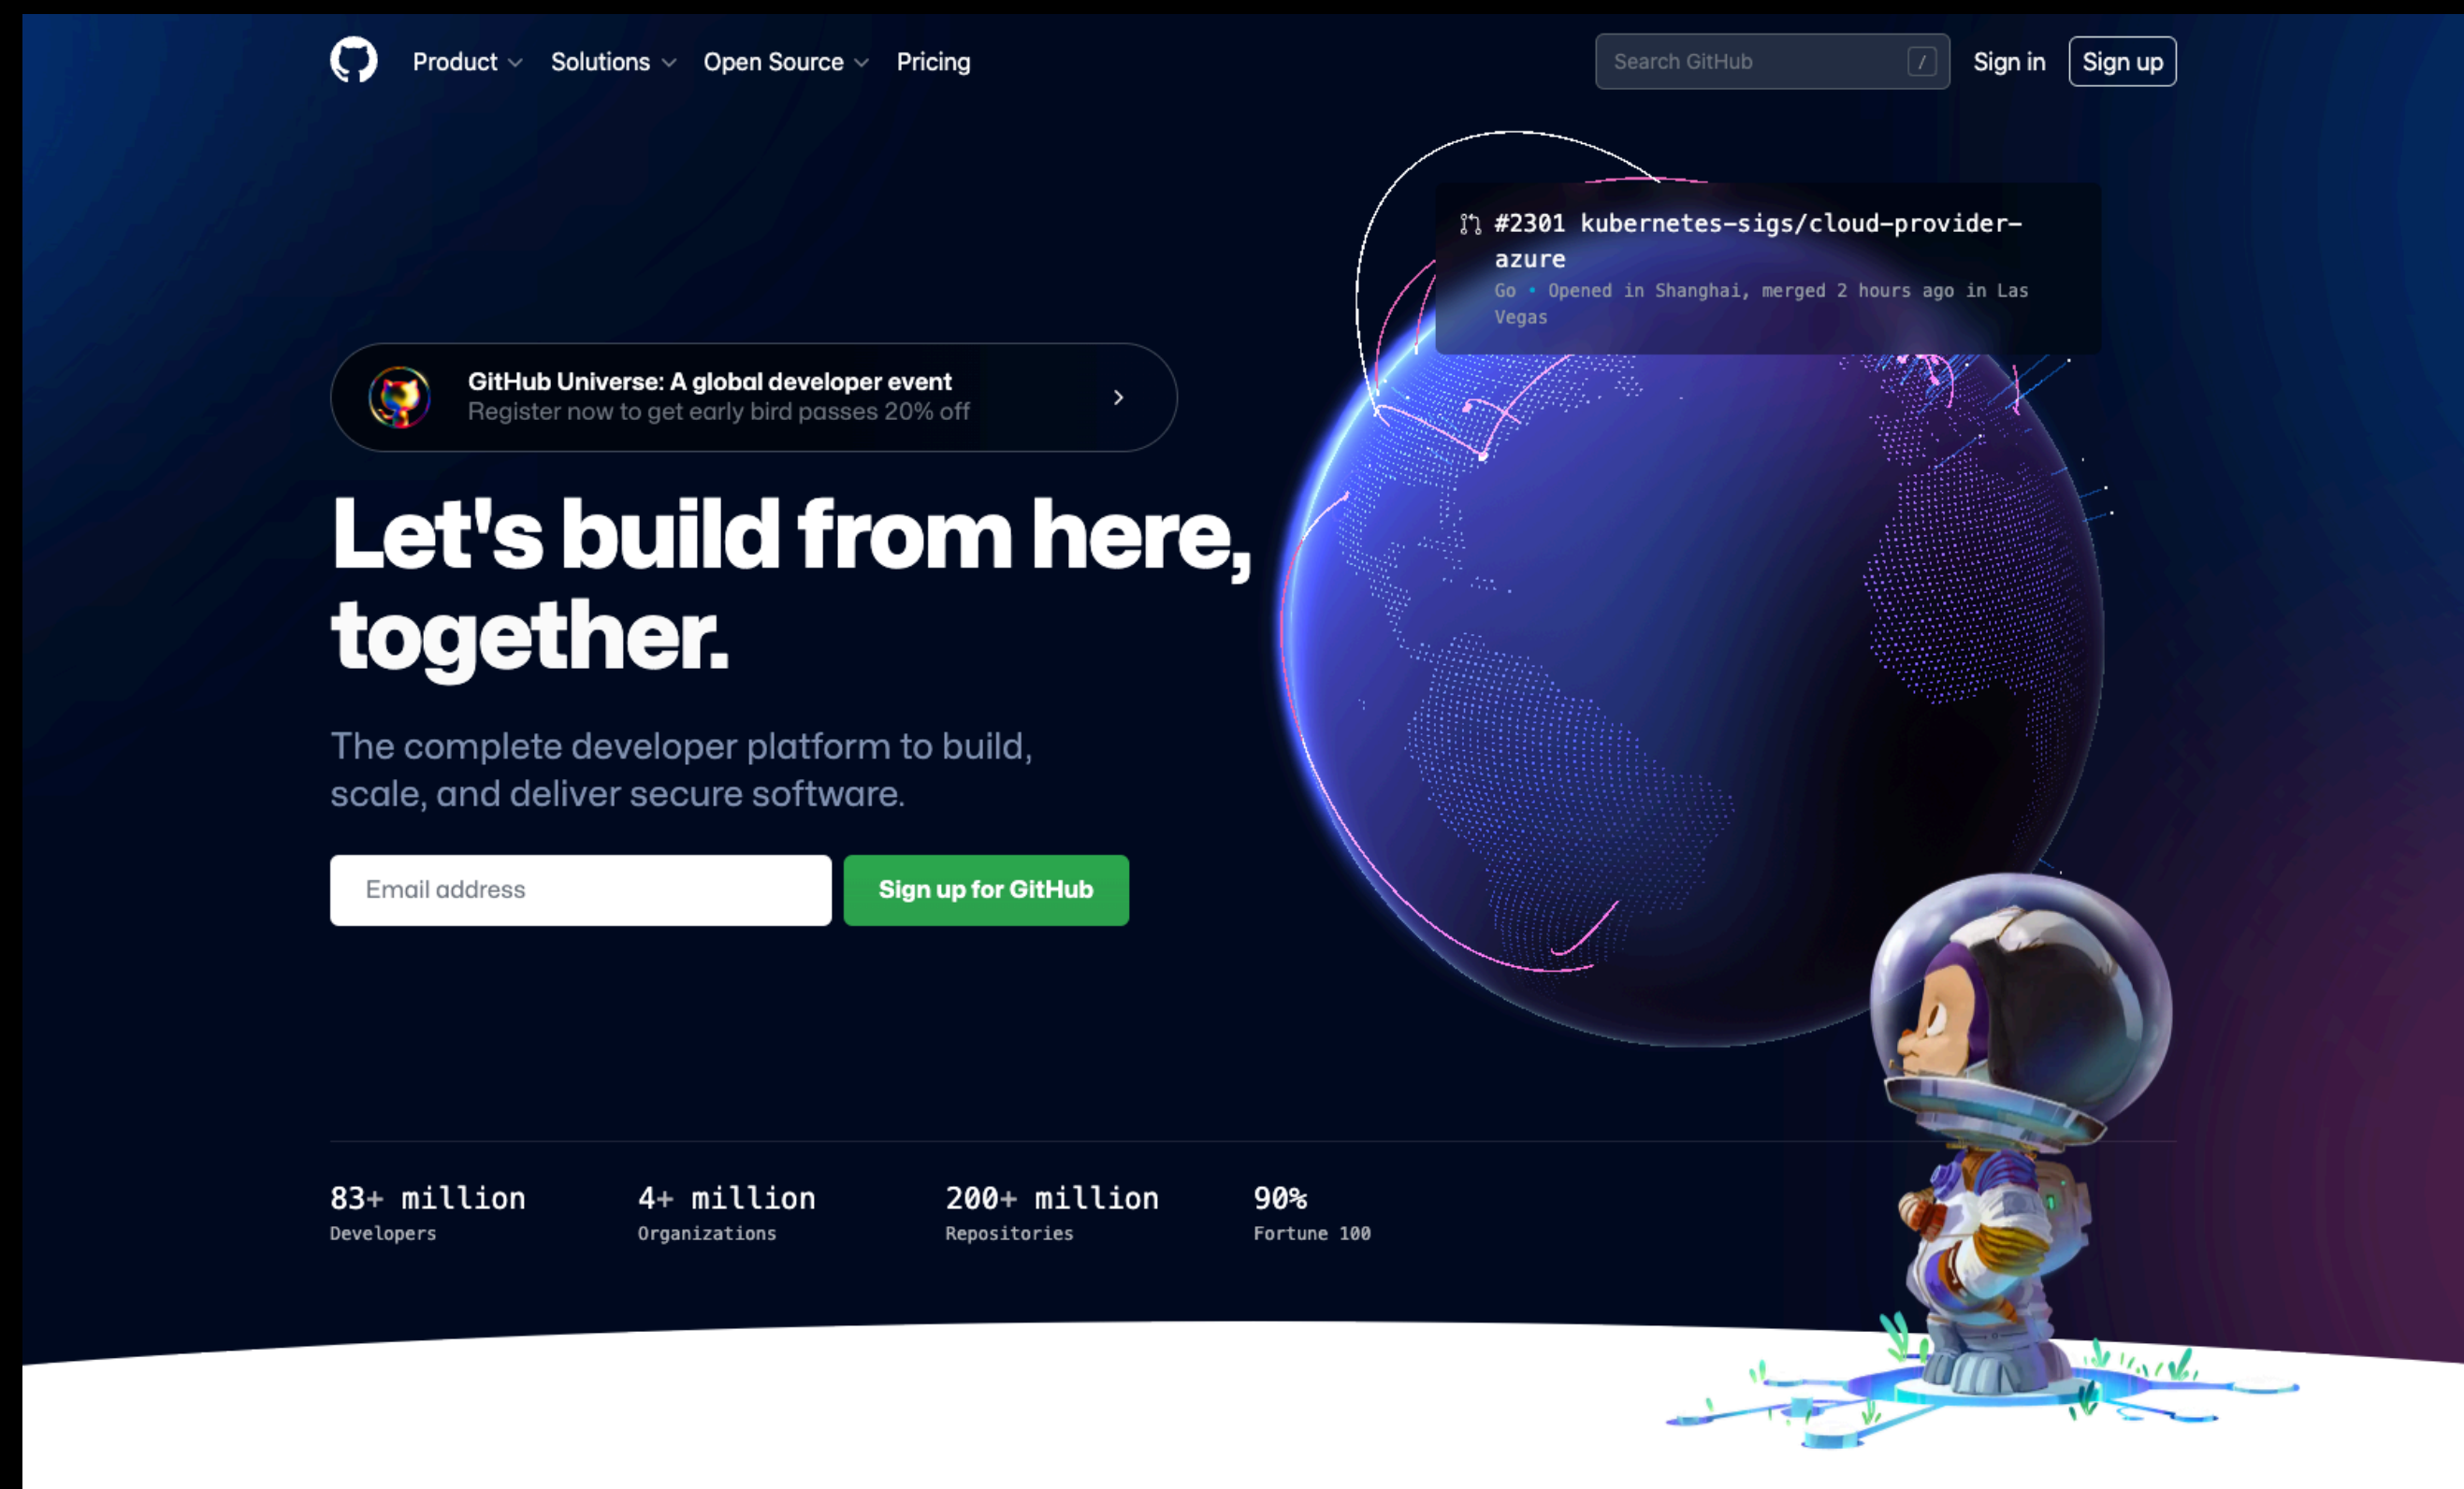 Product
Solutions
Open Source
Pricing
Search GitHub
/
Sign in
Sign up
#2301 kubernetes-sigs/cloud-provider-
azure
Go • Opened in Shanghai, merged 2 hours ago in Las
Vegas
GitHub Universe: A global developer event
Register now to get early bird passes 20% off
Let's build from here,
together.
The complete developer platform to build,
scale, and deliver secure software.
Email address
Sign up for GitHub
83+ million
Developers
4+ million
Organizations
200+ million
Repositories
90%
Fortune 100